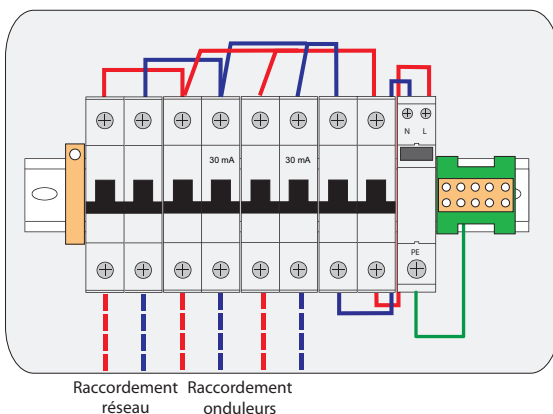 30 mA
30 mA
N L
PE
Raccordement
réseau
Raccordement
onduleurs